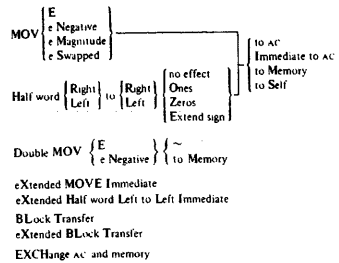 E
MOV e Negative
e Magnitude
e Swapped
to AC
Immediate to AC
to Memory
to Self
Half word Right Left to Right Left
no effect
Ones
Zeros
Extend sign
Double MOV E
e Negative
~
to Memory
eXtended MOVE Immediate
eXtended Half word Left to Left Immediate
BLock Transfer
eXtended BLock Transfer
EXCHange AC and memory